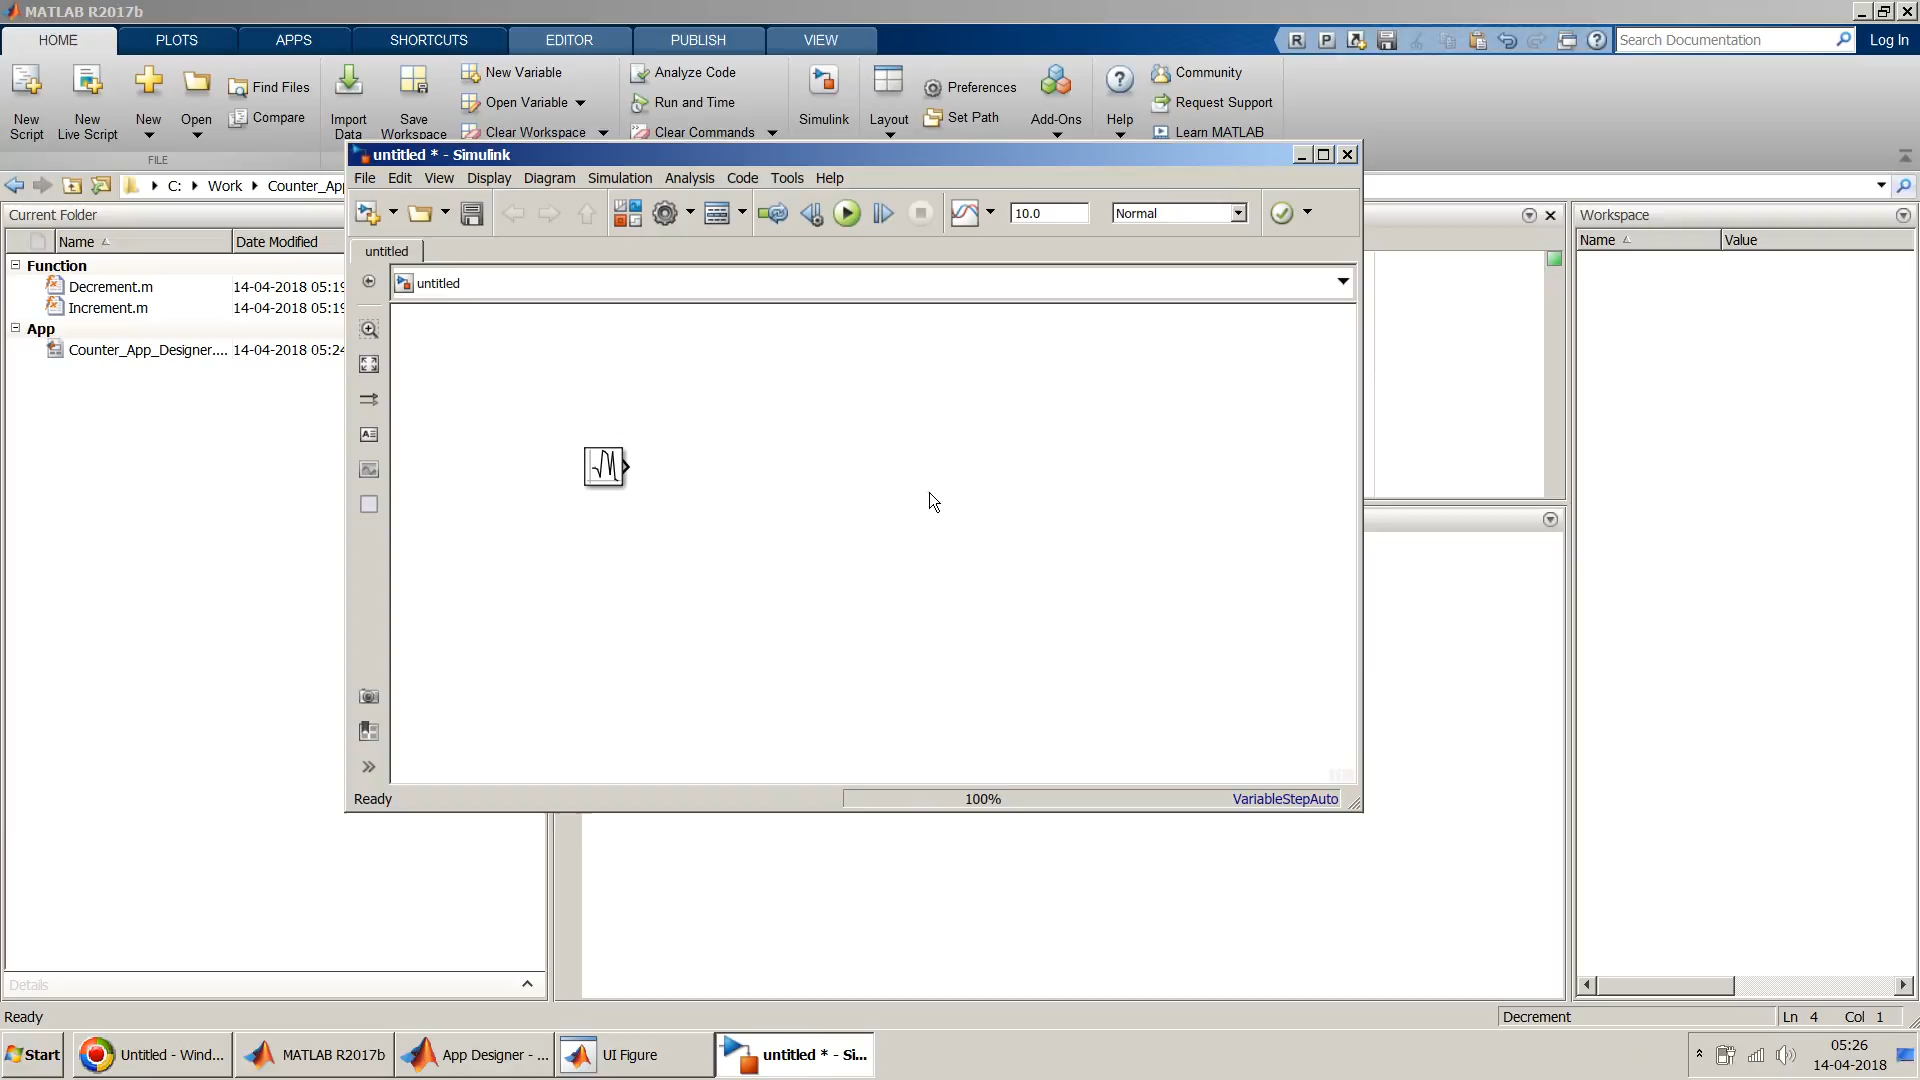 MATLAB R2017b
HOME PLOTS APPS SHORTCUTS EDITOR PUBLISH VIEW Search Documentation Log In
New Script New Live Script New Open Find Files Compare Import Data Save Workspace New Variable Open Variable Clear Workspace Analyze Code Run and Time Clear Commands Simulink Layout Preferences Set Path Add-Ons Help Community Request Support Learn MATLAB
FILE
C: Work Counter_Ap
untitled * - Simulink
File Edit View Display Diagram Simulation Analysis Code Tools Help
10.0 Normal
untitled
untitled
Ready 100% VariableStepAuto
Current Folder
Name Date Modified
Function
Decrement.m 14-04-2018 05:19
Increment.m 14-04-2018 05:19
App
Counter_App_Designer.... 14-04-2018 05:24
Details
Workspace
Name Value
Ready Decrement Ln 4 Col 1
Start Untitled - Wind... MATLAB R2017b App Designer - ... UI Figure untitled * - Si... 05:26
14-04-2018